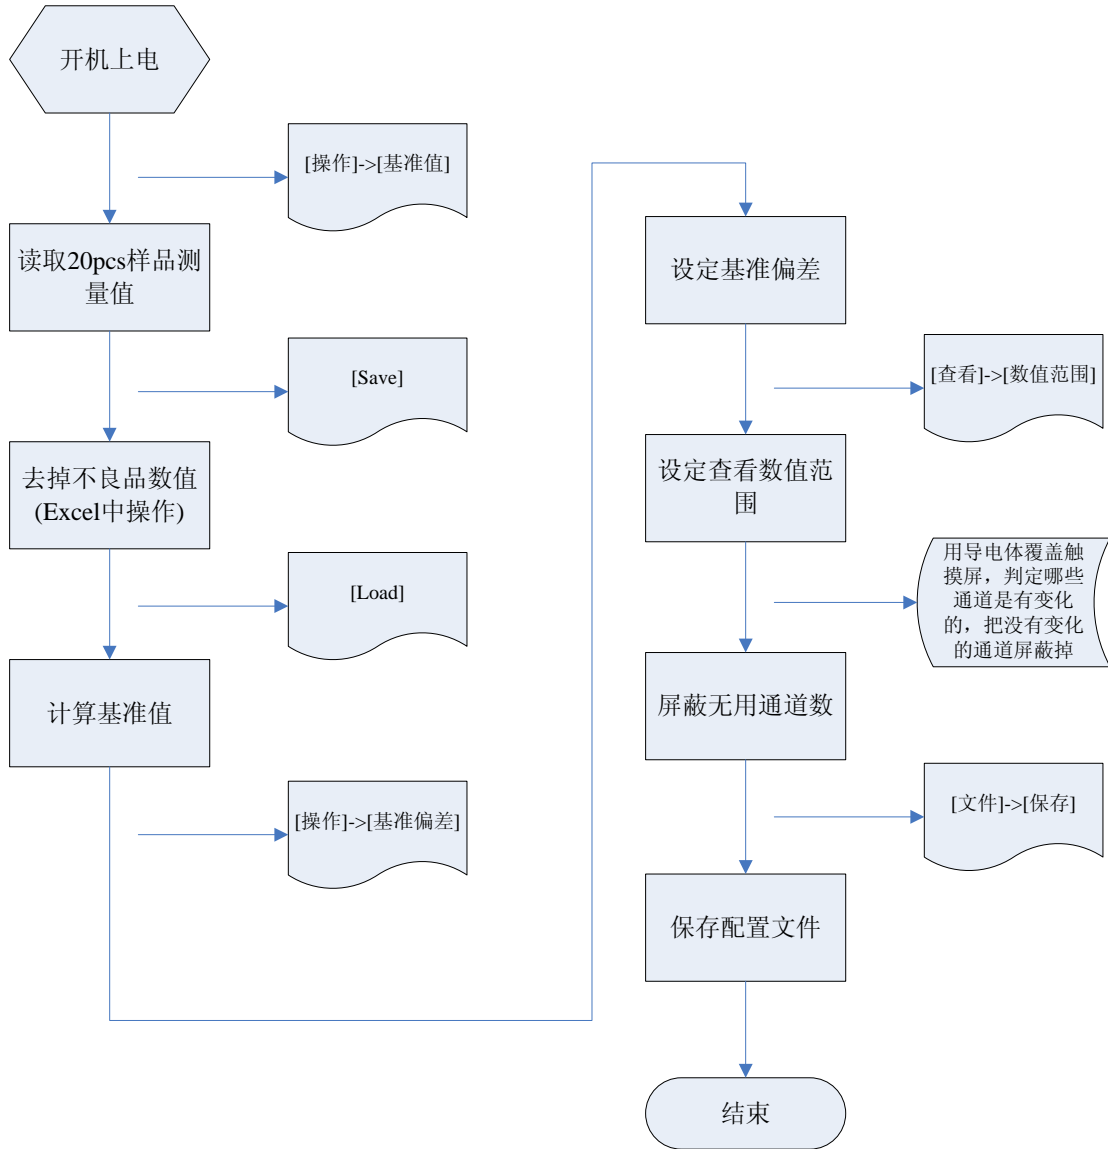 开机上电
[操作]->[基准值]
读取20pcs样品测
量值
[Save]
去掉不良品数值
(Excel中操作)
[Load]
计算基准值
[操作]->[基准偏差]
设定基准偏差
[查看]->[数值范围]
设定查看数值范
围
用导电体覆盖触
摸屏，判定哪些
通道是有变化
的，把没有变化
的通道屏蔽掉
屏蔽无用通道数
[文件]->[保存]
保存配置文件
结束